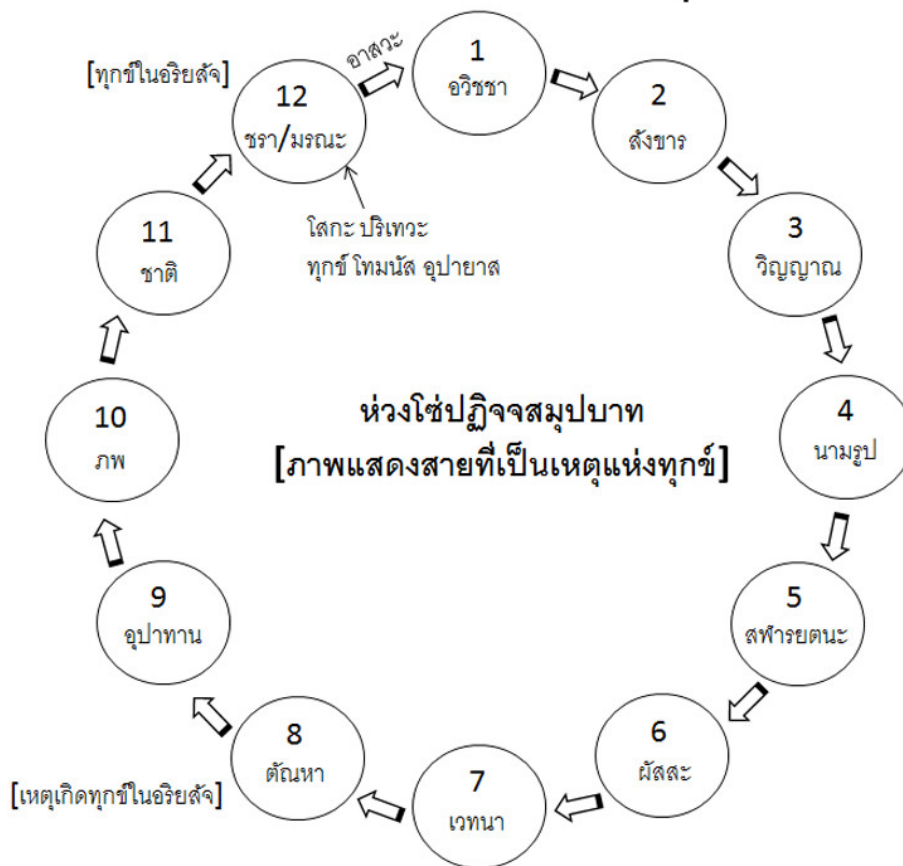 ห่วงโซ่ปฏิจจสมุปบาท
[ภาพแสดงสายที่เป็นเหตุแห่งทุกข์]
1
อวิชชา
2
สังขาร
3
วิญญาณ
4
นามรูป
5
สฬารยตนะ
6
ผัสสะ
7
เวทนา
8
ตัณหา
[เหตุเกิดทุกข์ในอริยสัจ]
9
อุปาทาน
10
ภพ
11
ชาติ
12
ชรา/มรณะ
[ทุกข์ในอริยสัจ]
โสกะ ปริเทวะ
ทุกข์ โทมนัส อุปายาส
อาสวะ